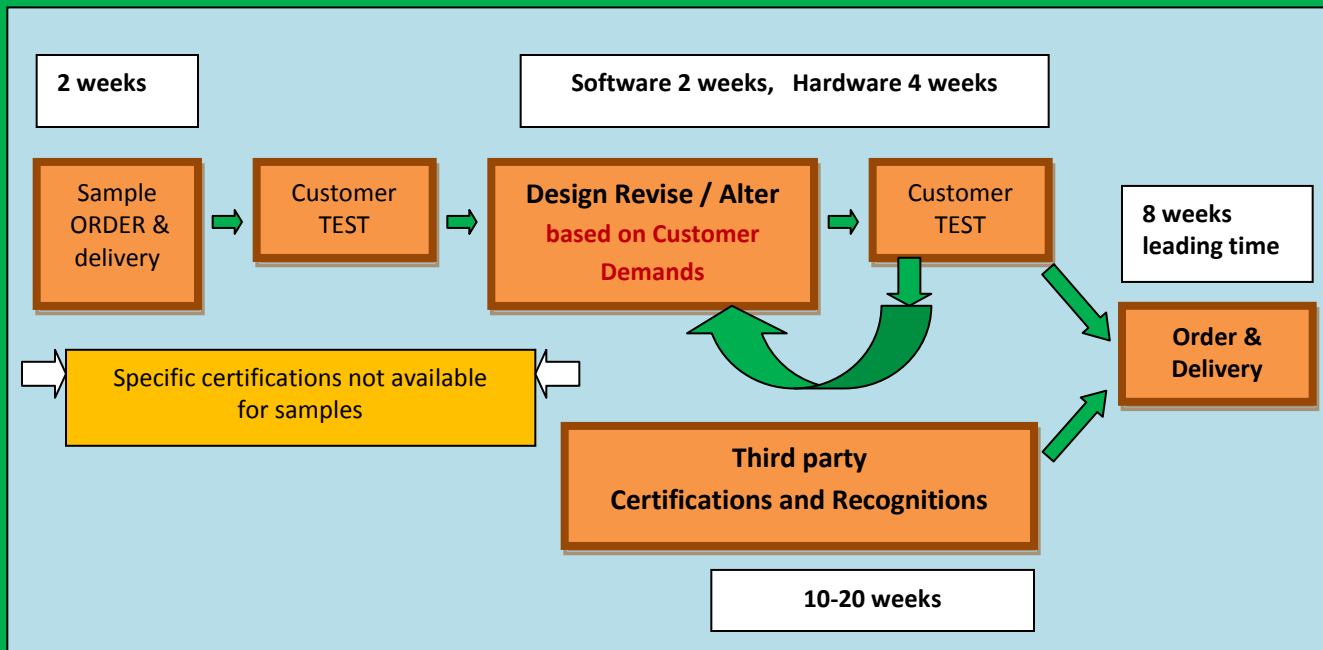 2 weeks
Software 2 weeks,   Hardware 4 weeks
Sample
ORDER &
delivery
Customer
TEST
Design Revise / Alter
based on Customer
Demands
Customer
TEST
8 weeks
leading time
Order &
Delivery
Specific certifications not available
for samples
Third party
Certifications and Recognitions
10-20 weeks